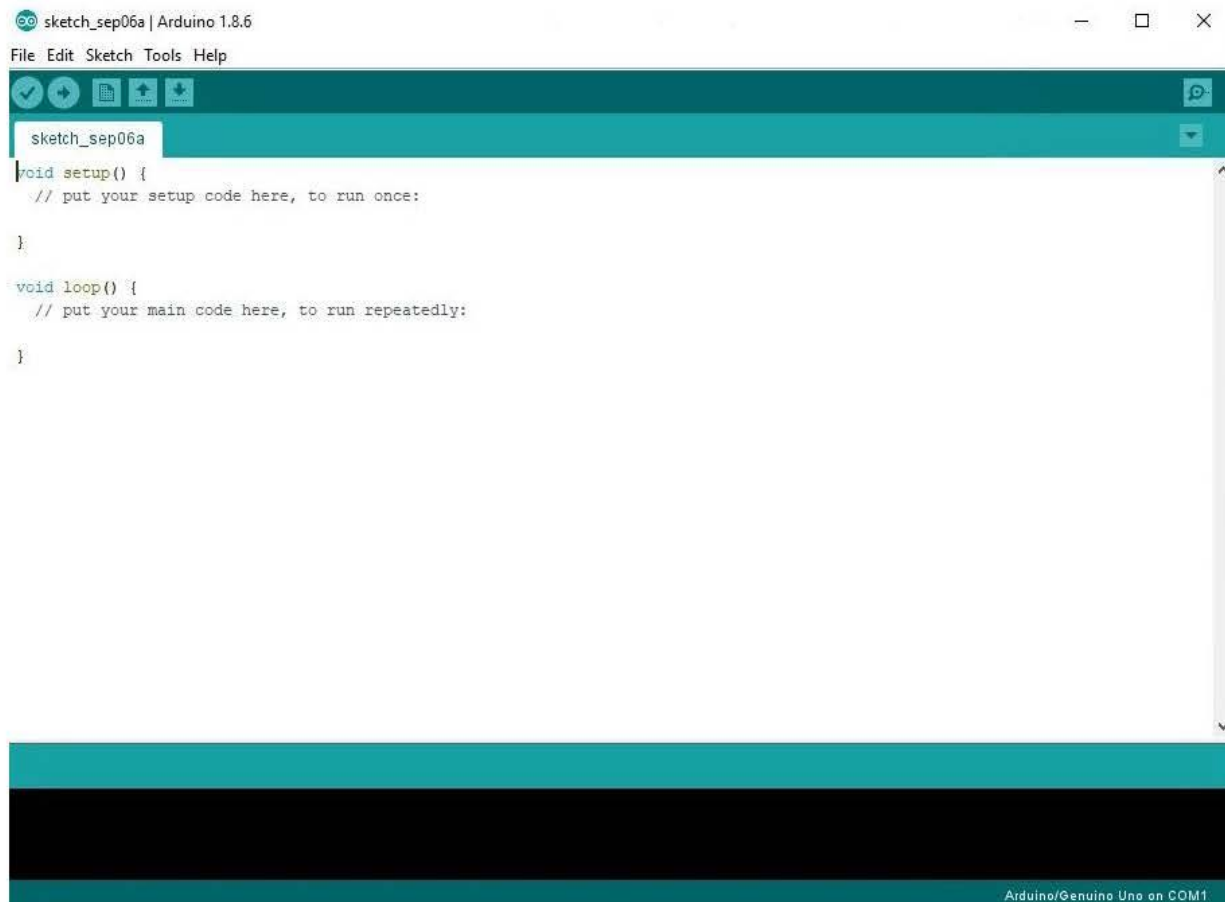 sketch_sep06a | Arduino 1.8.6
File Edit Sketch Tools Help
sketch_sep06a
void setup() {
  // put your setup code here, to run once:
}
void loop() {
  // put your main code here, to run repeatedly:
}
Arduino/Genuino Uno on COM1